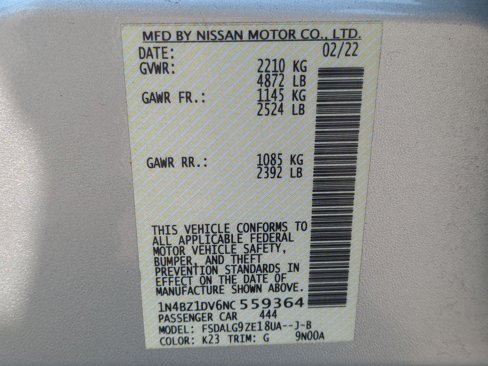 MFD BY NISSAN MOTOR CO., LTD.
DATE: 02/22
GVWR: 2210 KG
4872 LB
GAWR FR.: 1145 KG
2524 LB
GAWR RR.: 1085 KG
2392 LB
THIS VEHICLE CONFORMS TO
ALL APPLICABLE FEDERAL
MOTOR VEHICLE SAFETY,
BUMPER, AND THEFT
PREVENTION STANDARDS IN
EFFECT ON THE DATE OF
MANUFACTURE SHOWN ABOVE.
1N4BZ1DV6NC 559364
PASSENGER CAR 444
MODEL: FSDALG9ZE18UA--J-B
COLOR: K23 TRIM: G 9N00A